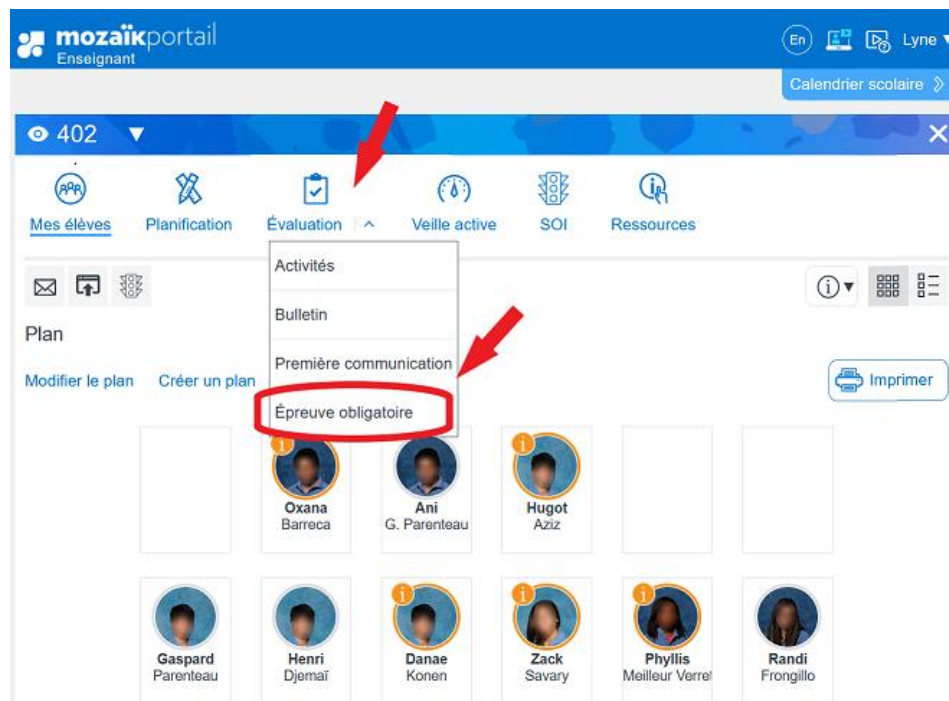 mozaïkportail
Enseignant
En
Lyne
Calendrier scolaire
402
Mes élèves Planification Évaluation Veille active SOI Ressources
Activités
Bulletin
Plan
Première communication
Modifier le plan Créer un plan
Imprimer
Épreuve obligatoire
Oxana Ani Hugot
Barreca G. Parenteau Aziz
Gaspard Henri Danae Zack Phyllis Randi
Parenteau Djemaï Konen Savary Meilleur Verret Frongillo